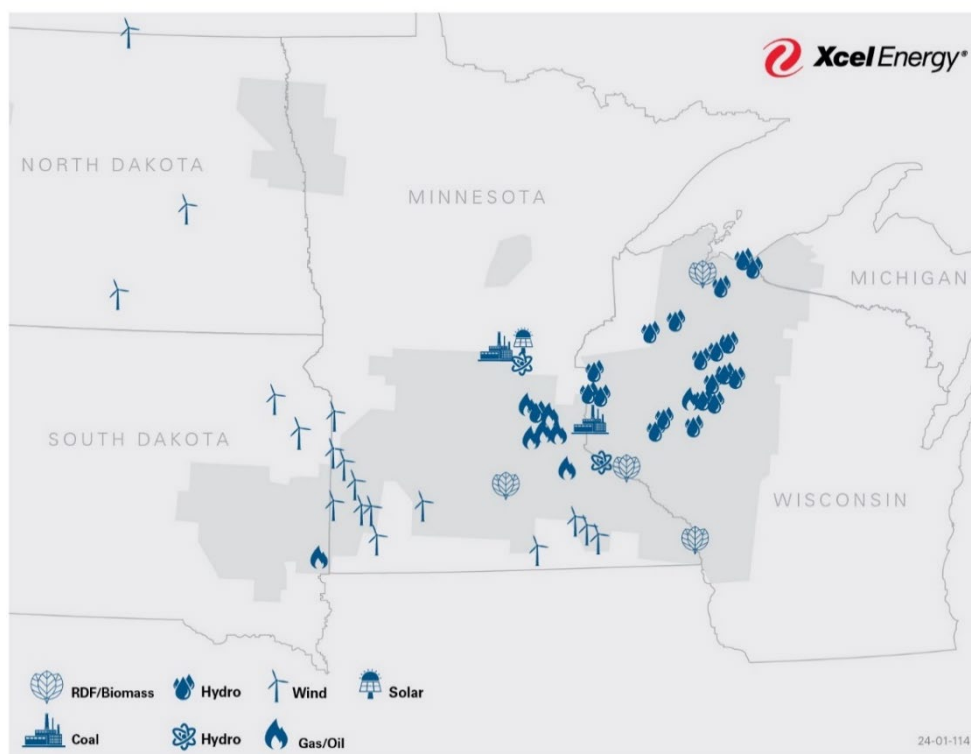 Xcel Energy®
NORTH DAKOTA
MINNESOTA
MICHIGAN
SOUTH DAKOTA
WISCONSIN
RDF/Biomass
Hydro
Wind
Solar
Coal
Hydro
Gas/Oil
24-01-114